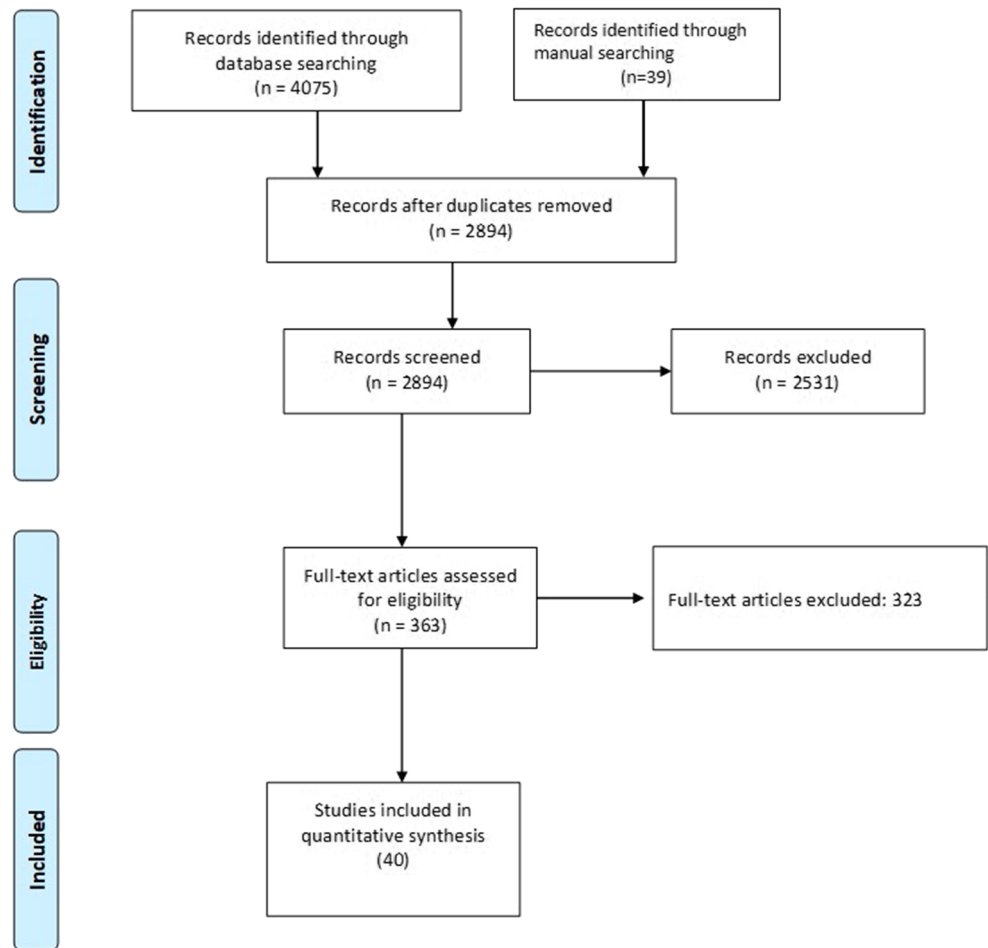 Identification
Records identified through
database searching
(n = 4075)
Records identified through
manual searching
(n=39)
Records after duplicates removed
(n = 2894)
Screening
Records screened
(n = 2894)
Records excluded
(n = 2531)
Eligibility
Full-text articles assessed
for eligibility
(n = 363)
Full-text articles excluded: 323
Included
Studies included in
quantitative synthesis
(40)